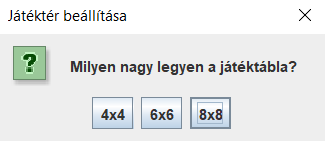 Játéktér beállítása
Milyen nagy legyen a játéktábla?
4x4 6x6 8x8